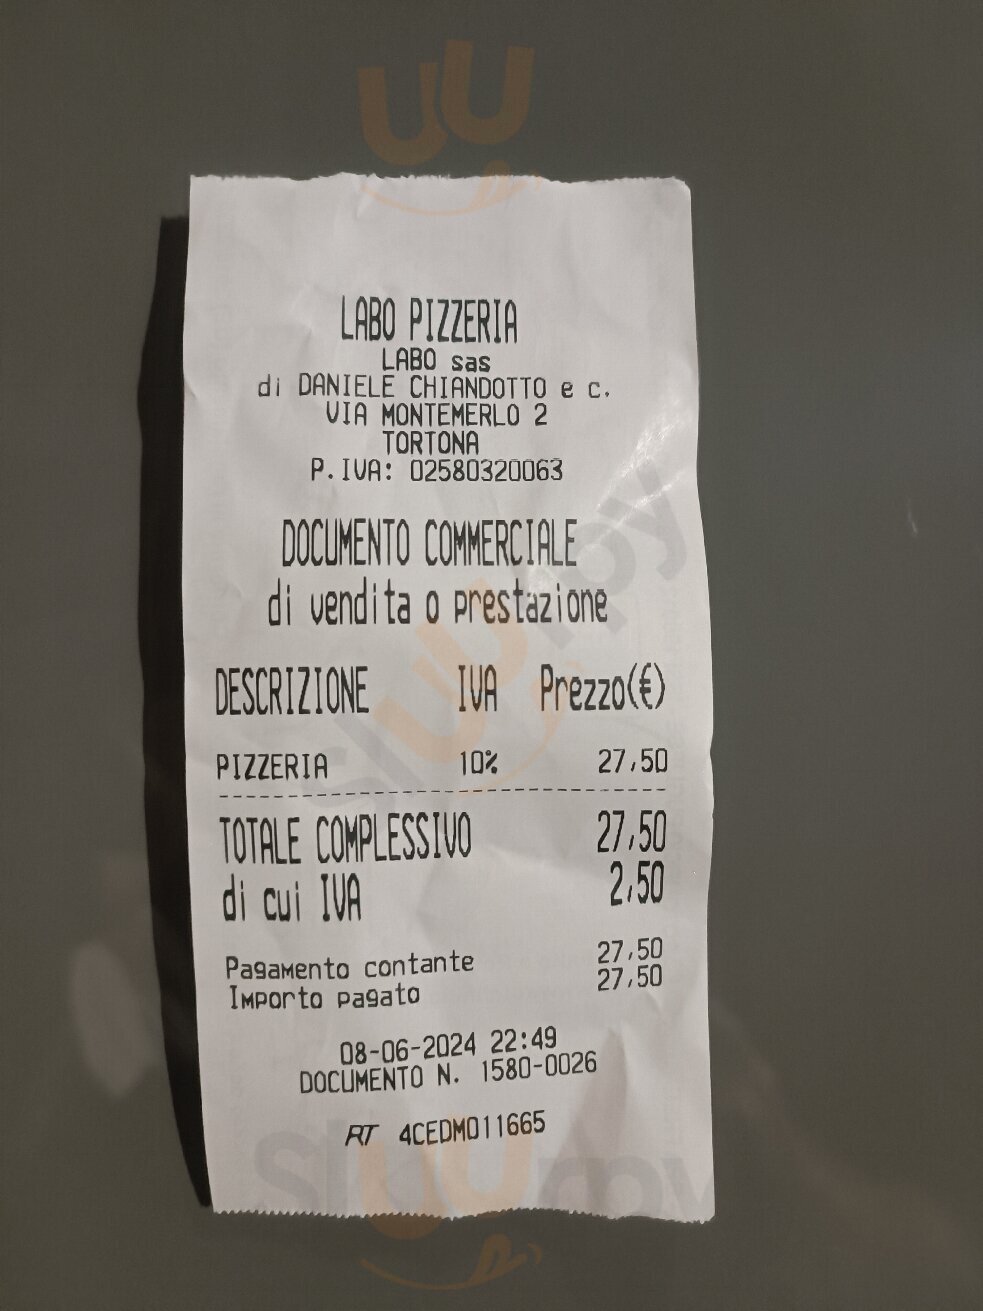 LABO PIZZERIA
LABO sas
di DANIELE CHIANDOTTO e c.
VIA MONTEMERLO 2
TORTONA
P.IVA: 02580320063
DOCUMENTO COMMERCIALE
di vendita o prestazione
DESCRIZIONE IVA Prezzo(€)
PIZZERIA 10% 27,50
TOTALE COMPLESSIVO 27,50
di cui IVA 2,50
Pagamento contante 27,50
Importo pagato 27,50
08-06-2024 22:49
DOCUMENTO N. 1580-0026
RT 4CEDM011665
sluurpy
sluurpy